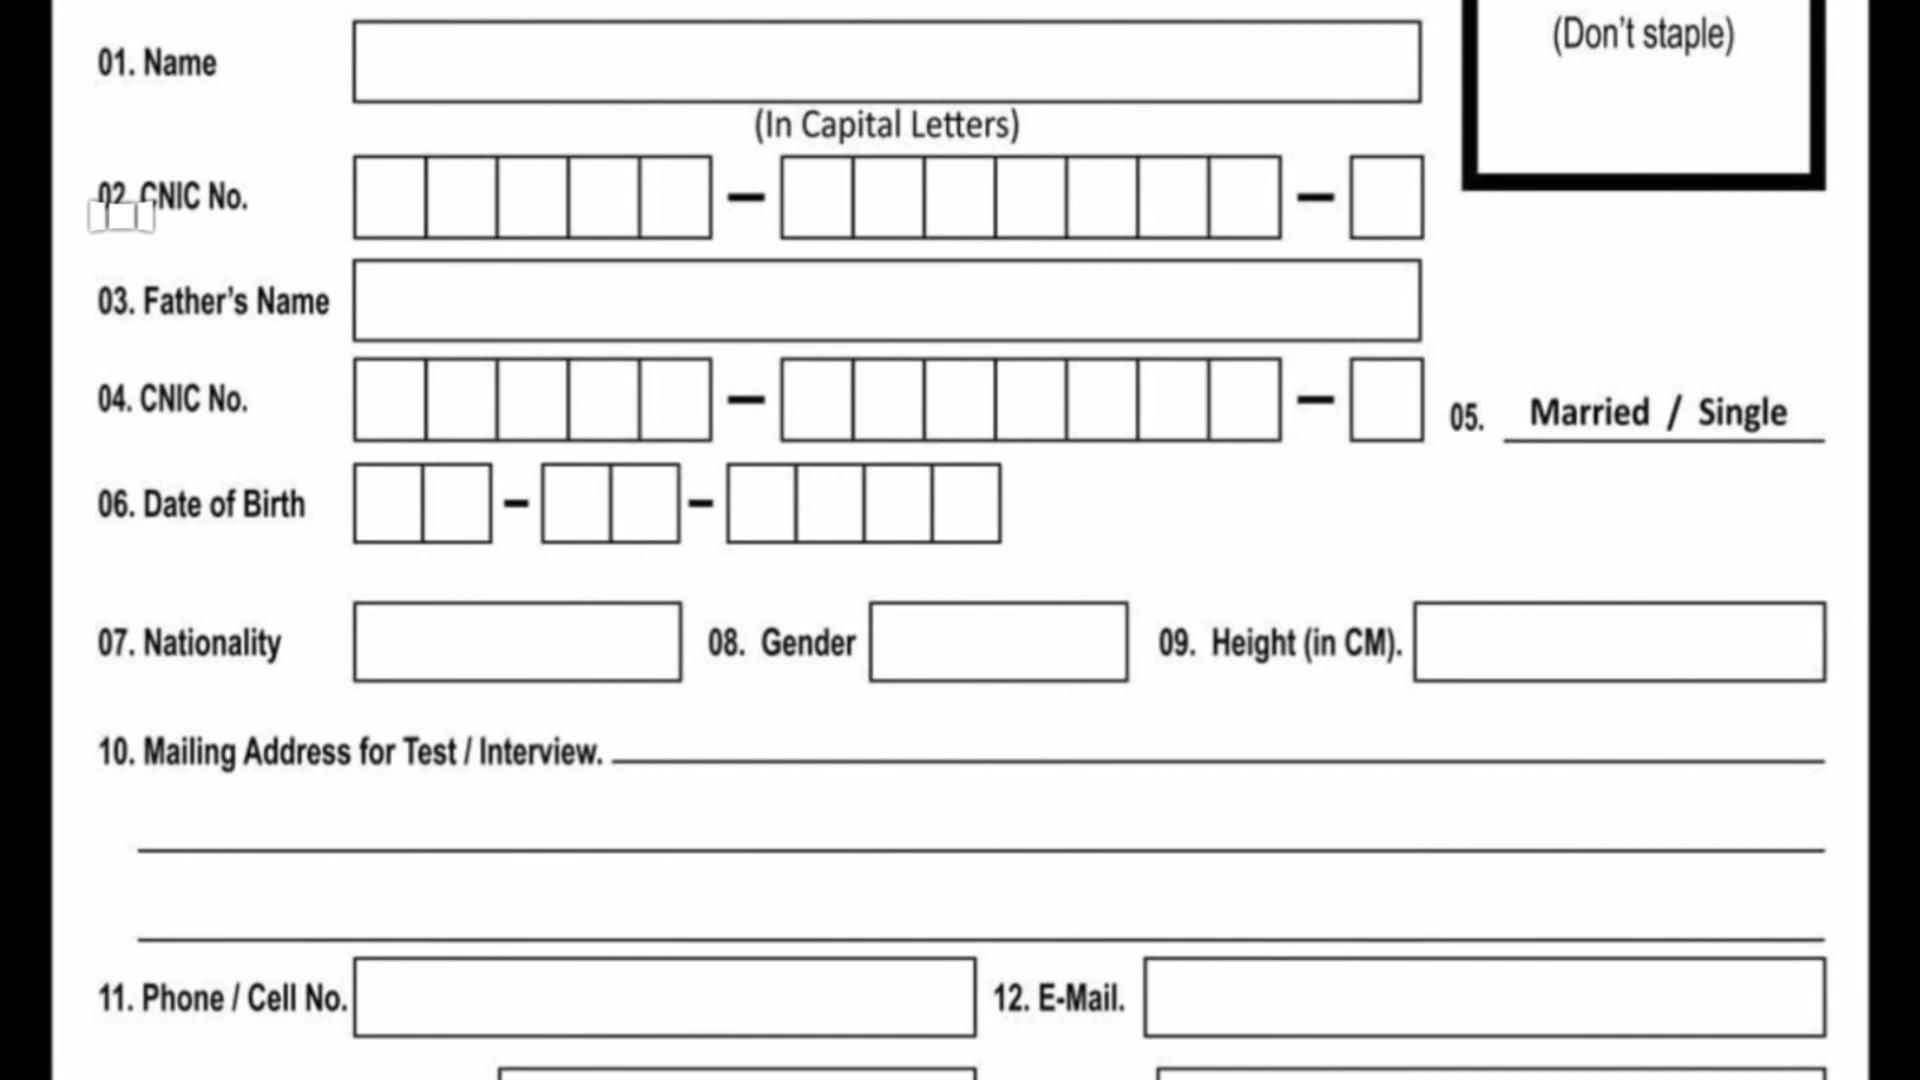 (Don't staple)
01. Name
(In Capital Letters)
02. CNIC No.
03. Father's Name
04. CNIC No.
05. Married / Single
06. Date of Birth
07. Nationality 08. Gender 09. Height (in CM).
10. Mailing Address for Test / Interview.
11. Phone / Cell No. 12. E-Mail.